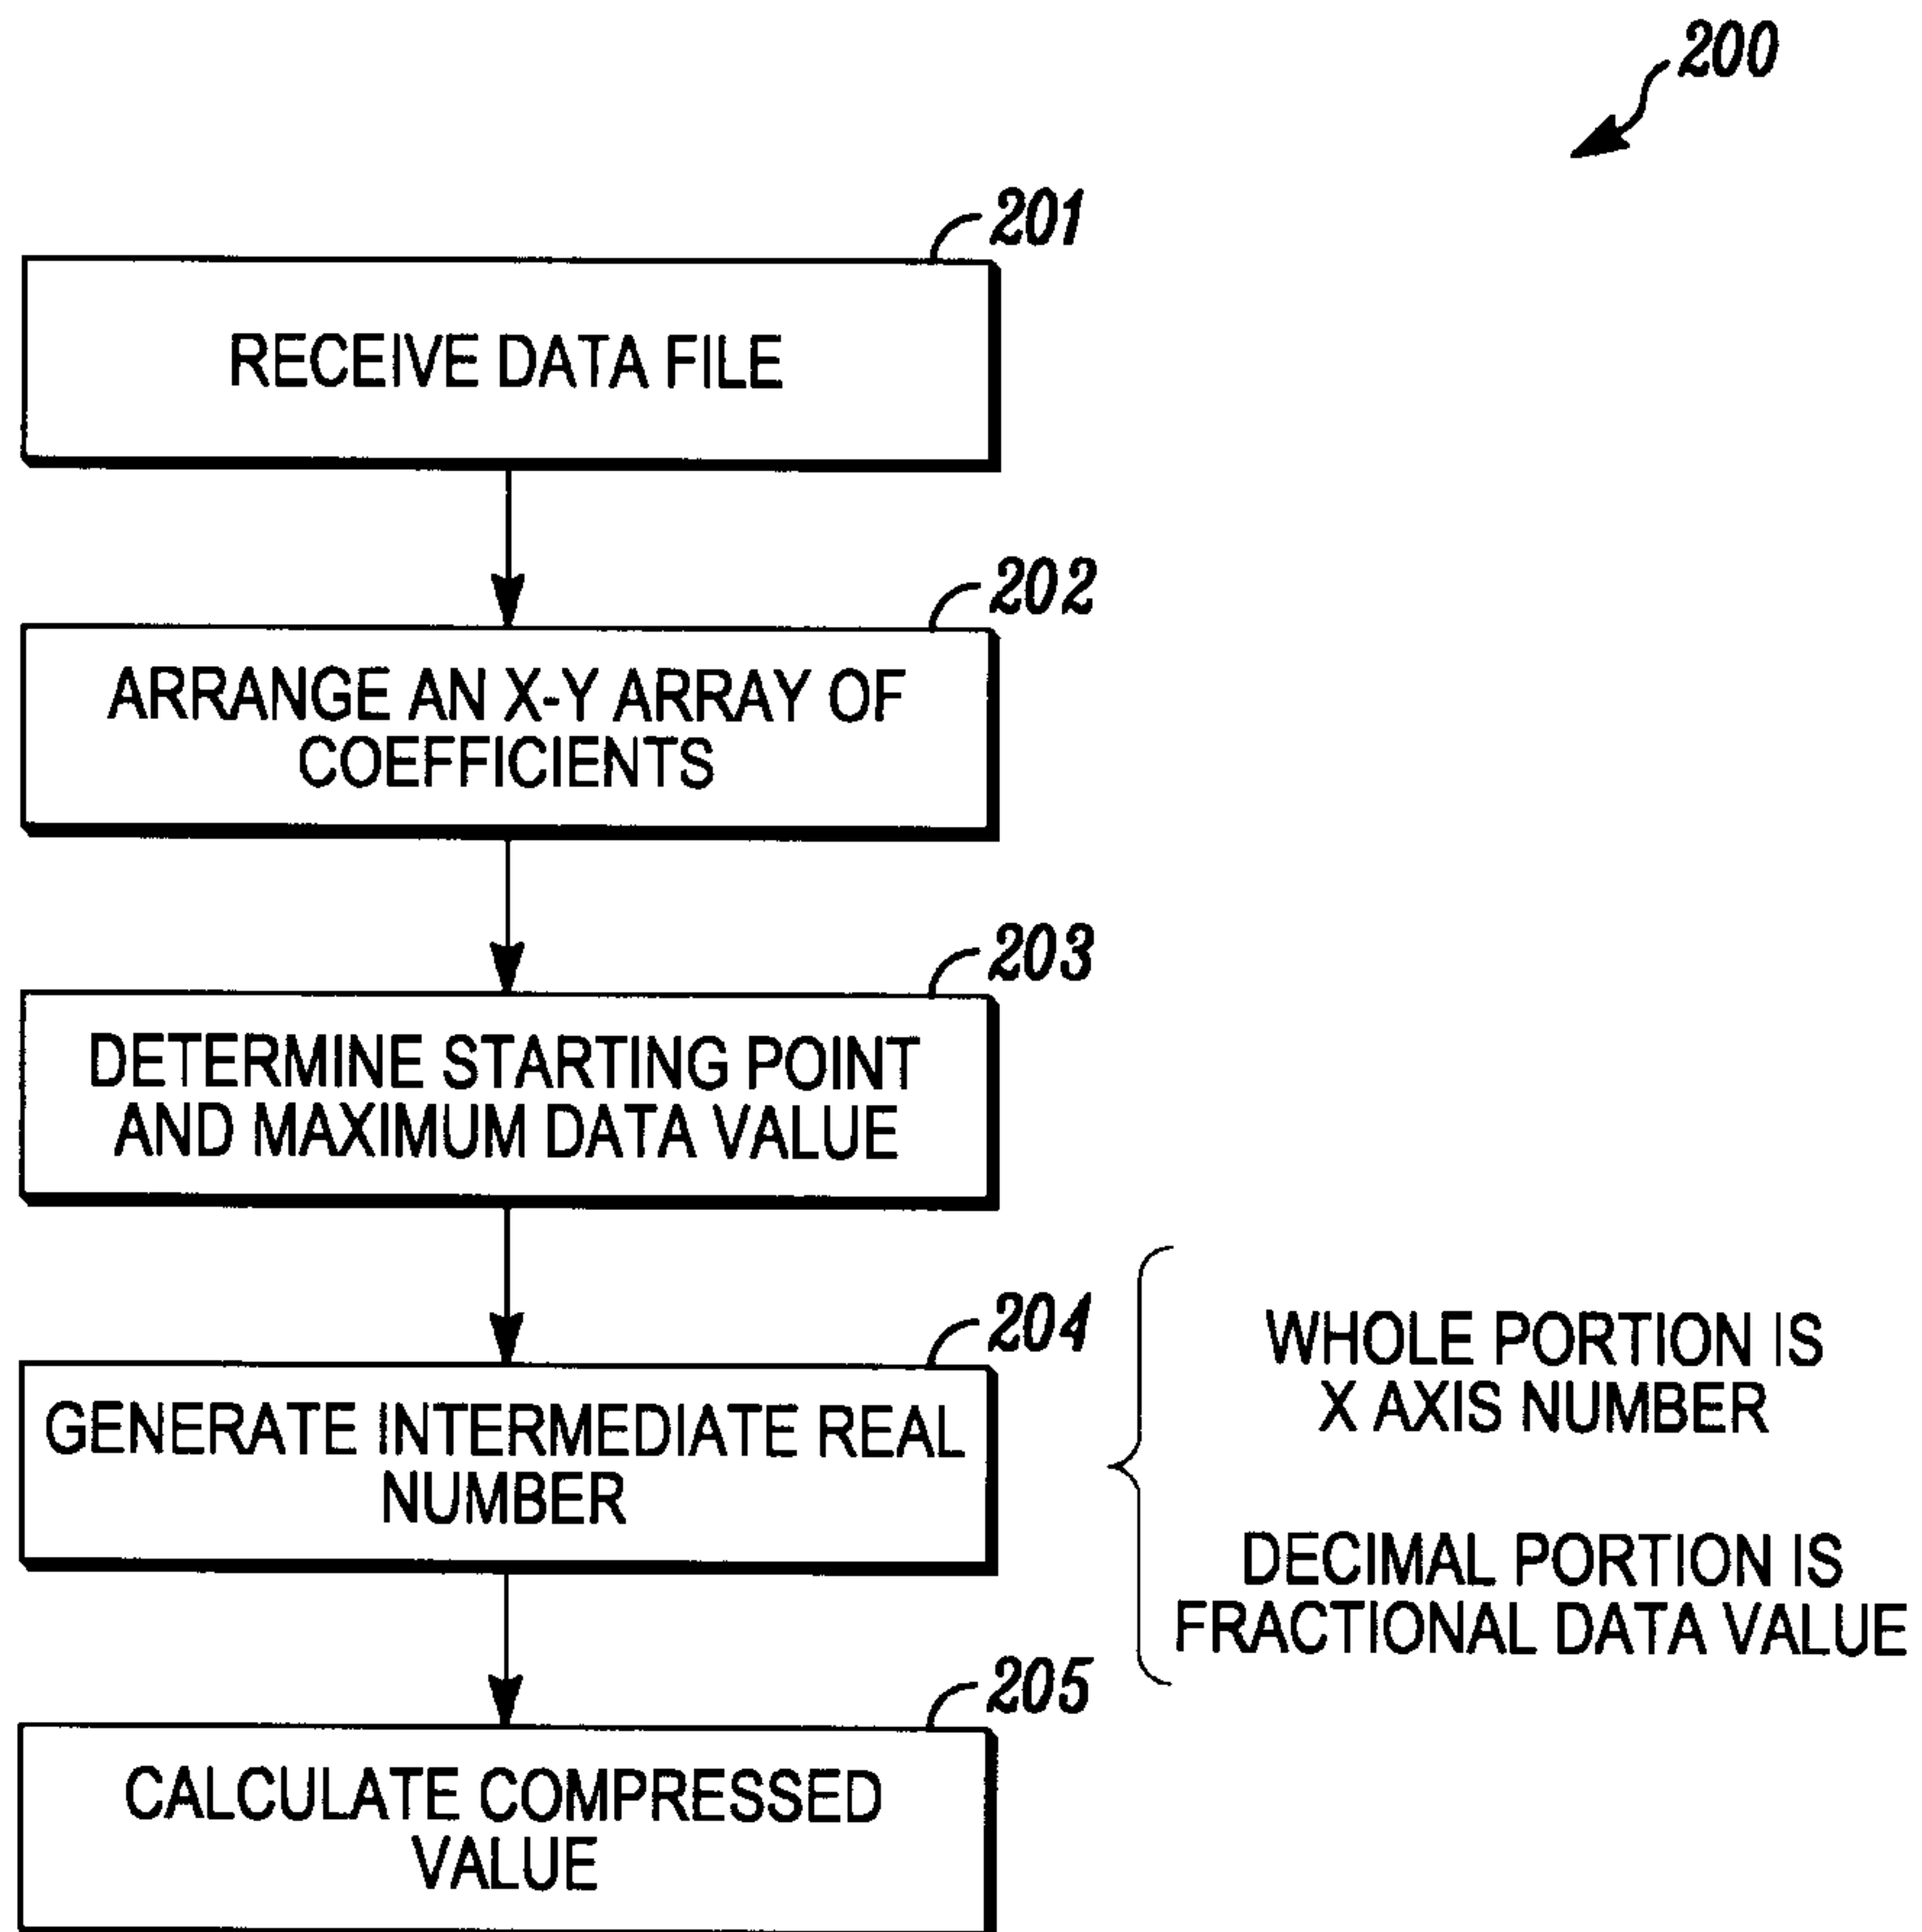 200
201
RECEIVE DATA FILE
202
ARRANGE AN X-Y ARRAY OF
COEFFICIENTS
203
DETERMINE STARTING POINT
AND MAXIMUM DATA VALUE
204
GENERATE INTERMEDIATE REAL
NUMBER
WHOLE PORTION IS
X AXIS NUMBER
DECIMAL PORTION IS
FRACTIONAL DATA VALUE
205
CALCULATE COMPRESSED
VALUE